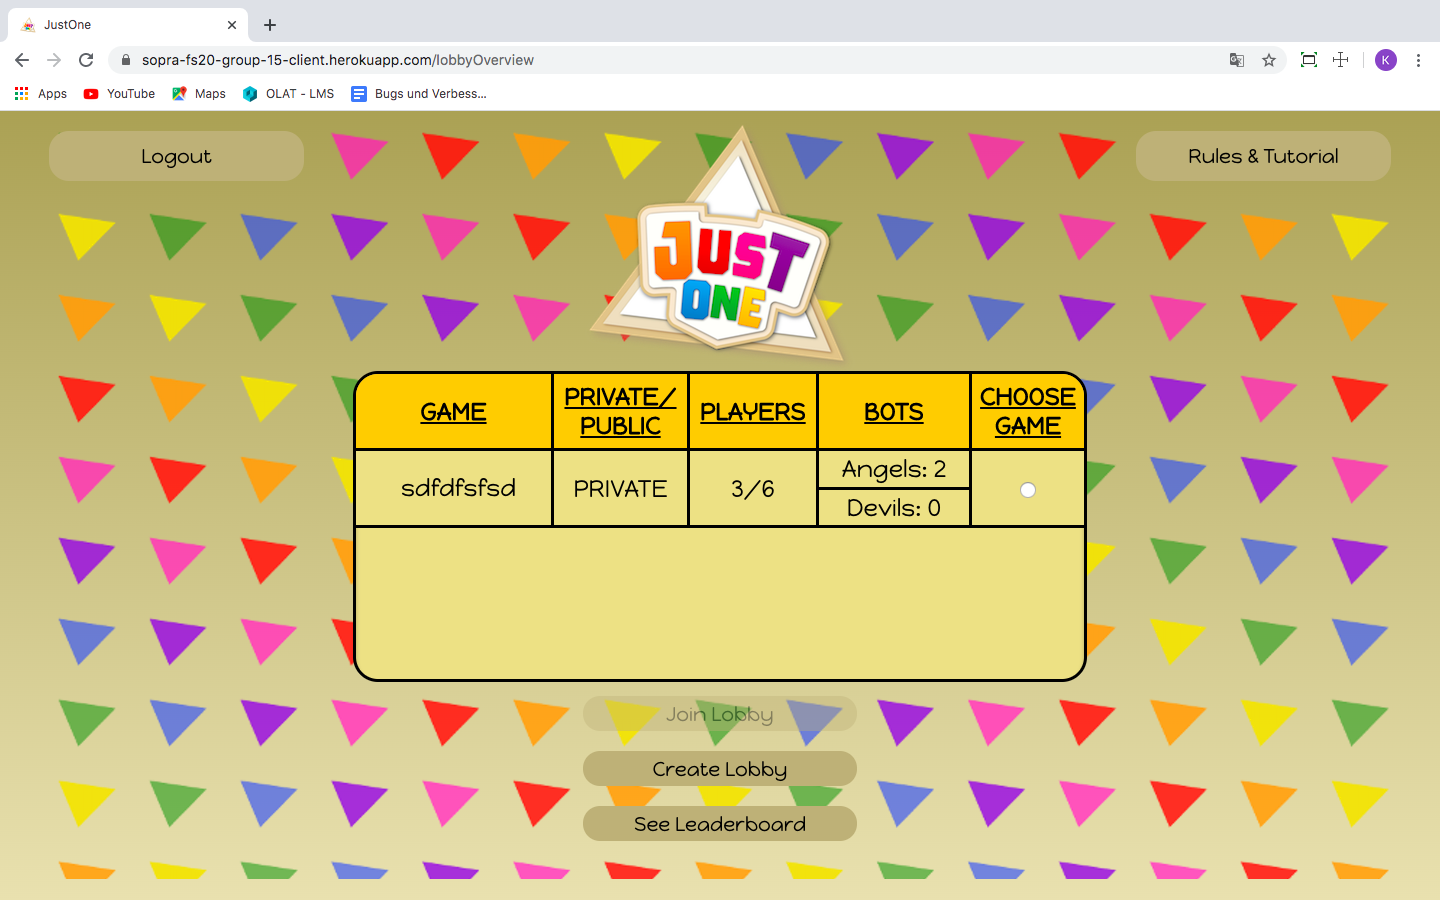 JustOne
sopra-fs20-group-15-client.herokuapp.com/lobbyOverview
K
Apps
YouTube
Maps
OLAT - LMS
Bugs und Verbess...
Logout
Rules & Tutorial
JUST
ONE
GAME
PRIVATE/
PUBLIC
PLAYERS
BOTS
CHOOSE
GAME
sdfdfsfsd
PRIVATE
3/6
Angels: 2
Devils: 0
Join Lobby
Create Lobby
See Leaderboard